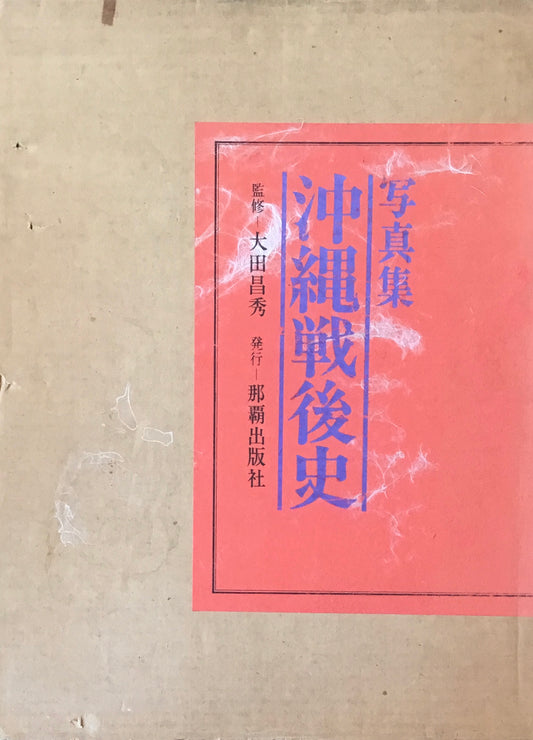 写真集
沖縄戦後史
監修－大田昌秀　発行－那覇出版社